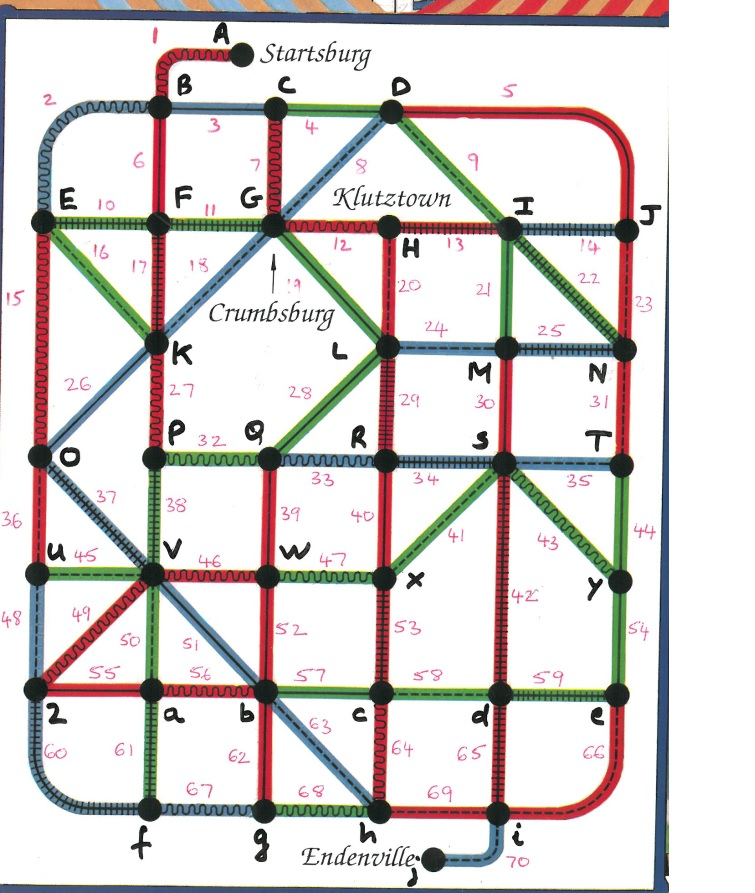 1 A Startsburg
B C D 5
2 3 4
6 7 8 9
Klutztown
E 10 F 11 G I J
12 H 13 14
16 17 18 19 20 21 22 23
15 Crumbsburg
K L 24 25
M N
26 27 28 29 30 31
P 32 Q R S T
O 33 34 35
37 38 39 40 41 43 44
36 U 45 V 46 W 47 X Y
42
48 49 50 51 52 53 54
55 56 57 58 59
2 a b c d e
60 61 62 63 64 65 66
67 68 69
f g h i
Endenville j 70